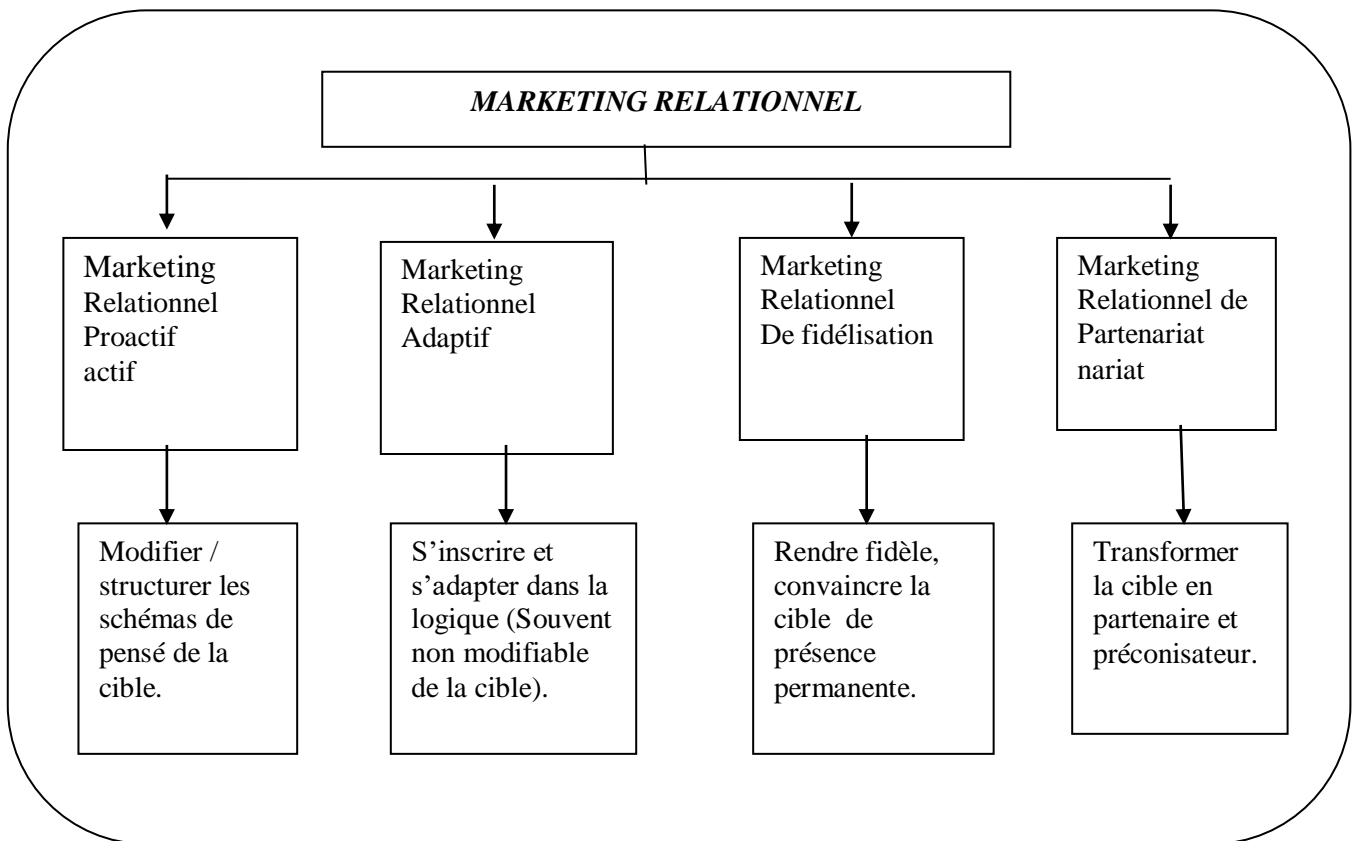 MARKETING RELATIONNEL
Marketing
Relationnel
Proactif
actif
Marketing
Relationnel
Adaptif
Marketing
Relationnel
De fidélisation
Marketing
Relationnel de
Partenariat
nariat
Modifier /
structurer les
schémas de
pensé de la
cible.
S’inscrire et
s’adapter dans la
logique (Souvent
non modifiable
de la cible).
Rendre fidèle,
convaincre la
cible de
présence
permanente.
Transformer
la cible en
partenaire et
préconisateur.